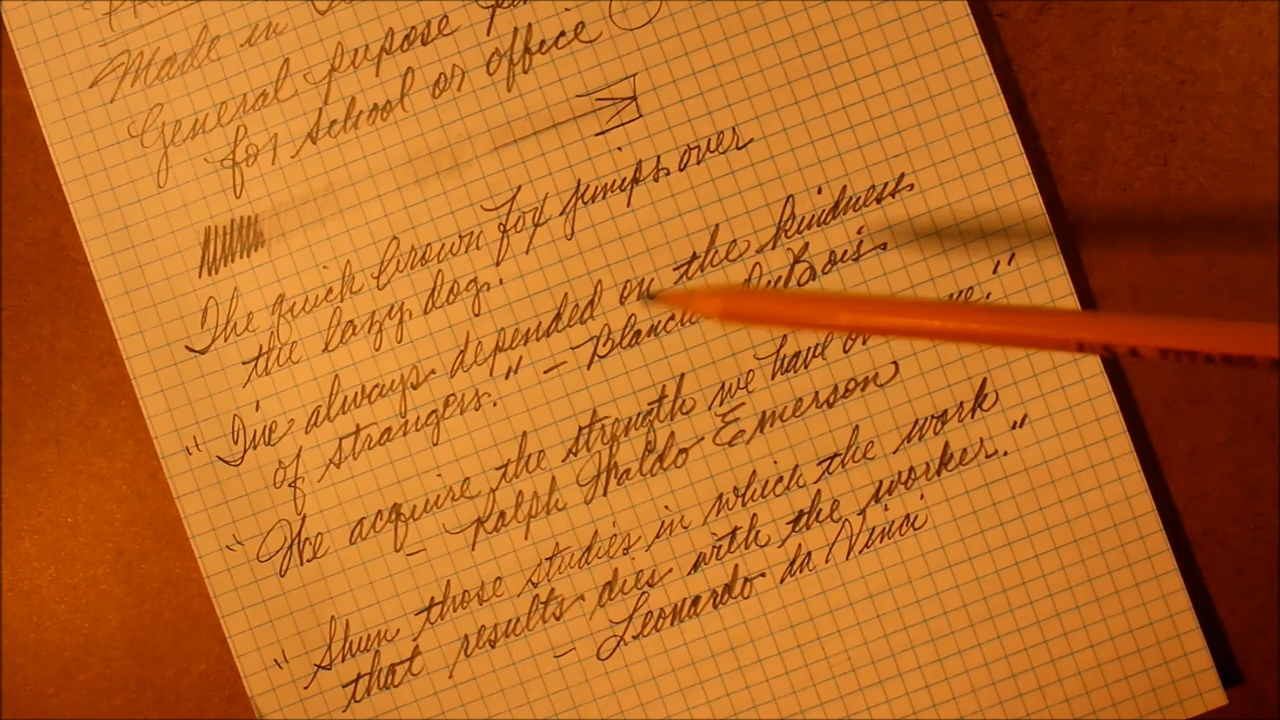 Made in
General pupose
for school or office
The quick brown fox jumps over
the lazy dog.
"I've always depended on the kindness
of strangers." – Blanche DuBois
"We acquire the strength we have
– Ralph Waldo Emerson
"Shun those studies in which the work
that results dies with the worker."
– Leonardo da Vinci